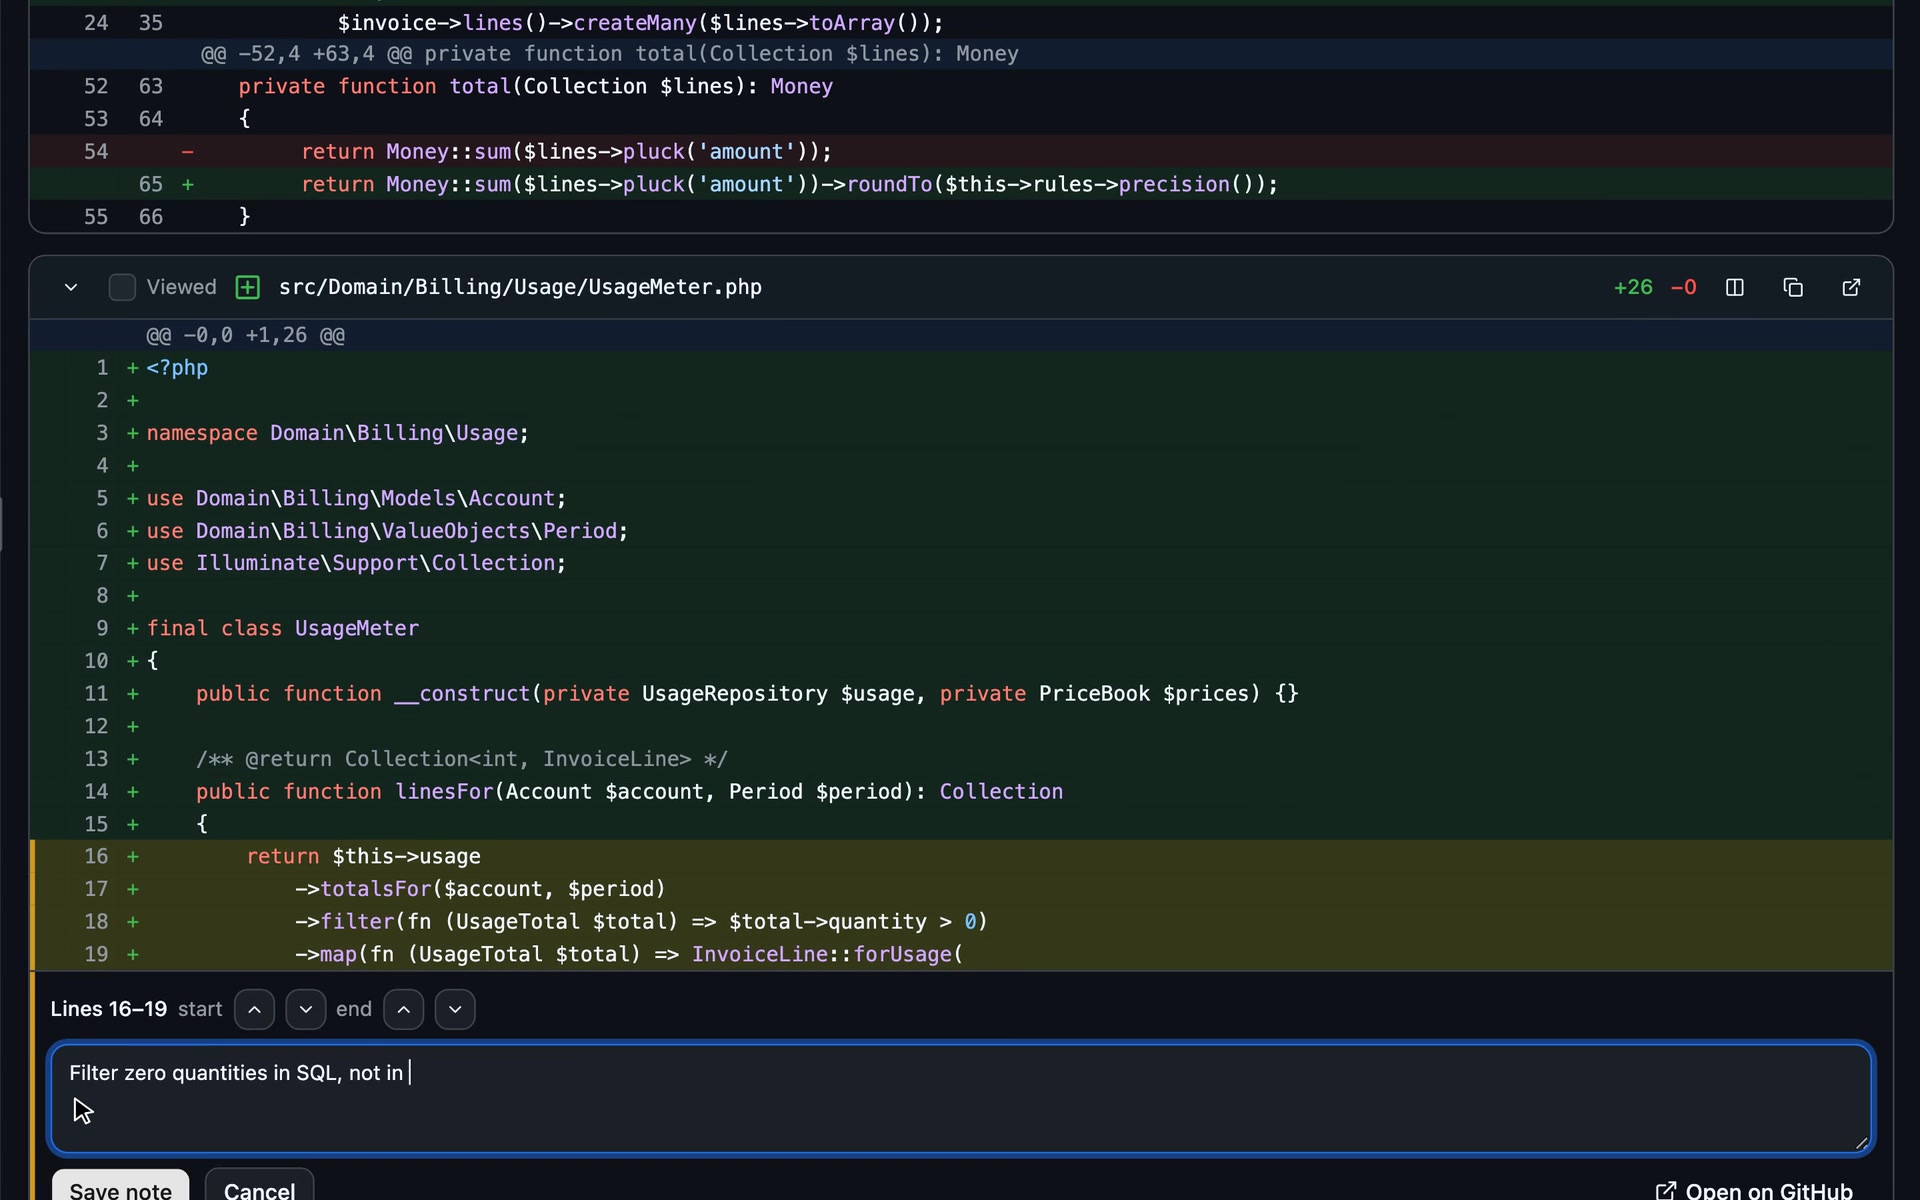 24 35 $invoice->lines()->createMany($lines->toArray());
@@ -52,4 +63,4 @@ private function total(Collection $lines): Money
52 63 private function total(Collection $lines): Money
53 64 {
54 - return Money::sum($lines->pluck('amount'));
65 + return Money::sum($lines->pluck('amount'))->roundTo($this->rules->precision());
55 66 }
Viewed src/Domain/Billing/Usage/UsageMeter.php +26 -0
@@ -0,0 +1,26 @@
1 + <?php
2 +
3 + namespace Domain\Billing\Usage;
4 +
5 + use Domain\Billing\Models\Account;
6 + use Domain\Billing\ValueObjects\Period;
7 + use Illuminate\Support\Collection;
8 +
9 + final class UsageMeter
10 + {
11 + public function __construct(private UsageRepository $usage, private PriceBook $prices) {}
12 +
13 + /** @return Collection<int, InvoiceLine> */
14 + public function linesFor(Account $account, Period $period): Collection
15 + {
16 + return $this->usage
17 + ->totalsFor($account, $period)
18 + ->filter(fn (UsageTotal $total) => $total->quantity > 0)
19 + ->map(fn (UsageTotal $total) => InvoiceLine::forUsage(
Lines 16–19 start end
Filter zero quantities in SQL, not in
Save note Cancel Open on GitHub